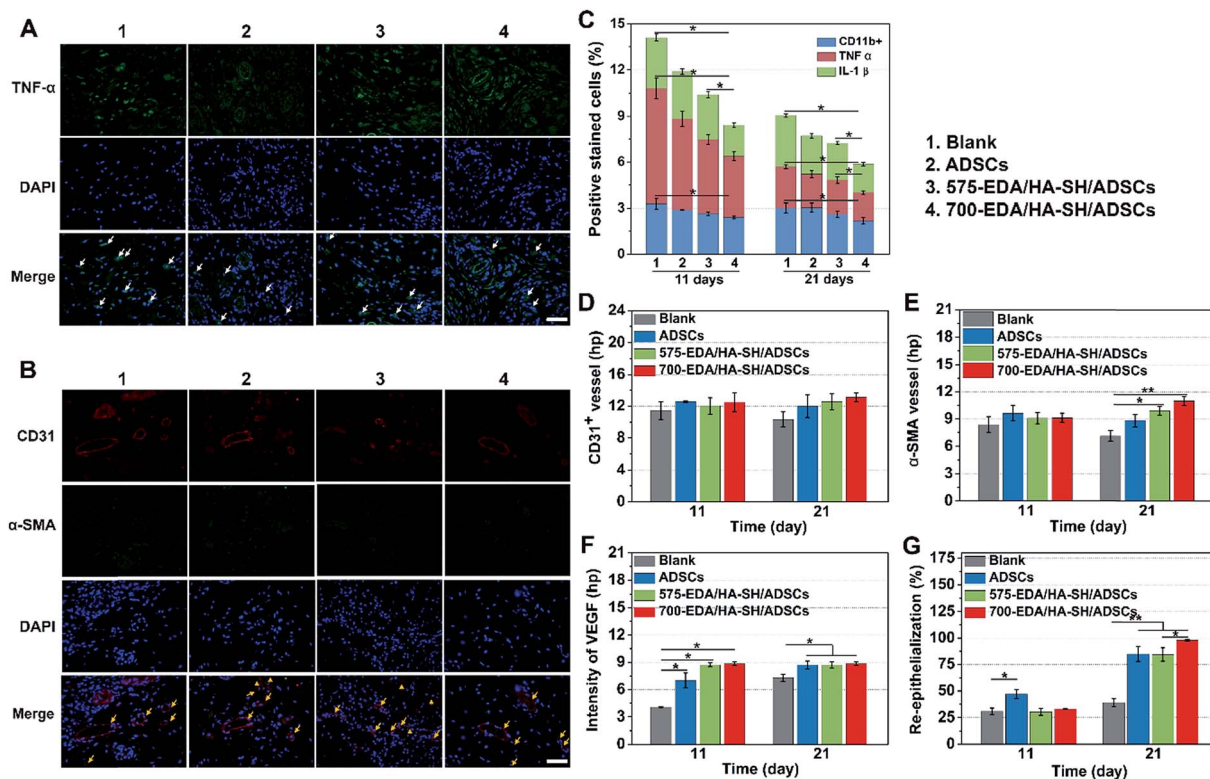 A
1 2 3 4
TNF-α
DAPI
Merge
B
1 2 3 4
CD31
α-SMA
DAPI
Merge
C
Positive stained cells (%)
15
12
9
6
3
0
*
*
*
*
*
*
*
*
*
CD11b+
TNF α
IL-1 β
1 2 3 4 1 2 3 4
11 days 21 days
1. Blank
2. ADSCs
3. 575-EDA/HA-SH/ADSCs
4. 700-EDA/HA-SH/ADSCs
D
CD31+ vessel (hp)
24
20
16
12
8
4
0
Blank
ADSCs
575-EDA/HA-SH/ADSCs
700-EDA/HA-SH/ADSCs
11 21
Time (day)
E
α-SMA vessel (hp)
21
18
15
12
9
6
3
0
Blank
ADSCs
575-EDA/HA-SH/ADSCs
700-EDA/HA-SH/ADSCs
**
*
11 21
Time (day)
F
Intensity of VEGF (hp)
21
18
15
12
9
6
3
0
Blank
ADSCs
575-EDA/HA-SH/ADSCs
700-EDA/HA-SH/ADSCs
*
*
*
*
11 21
Time (day)
G
Re-epithelialization (%)
175
150
125
100
75
50
25
0
Blank
ADSCs
575-EDA/HA-SH/ADSCs
700-EDA/HA-SH/ADSCs
**
*
*
11 21
Time (day)